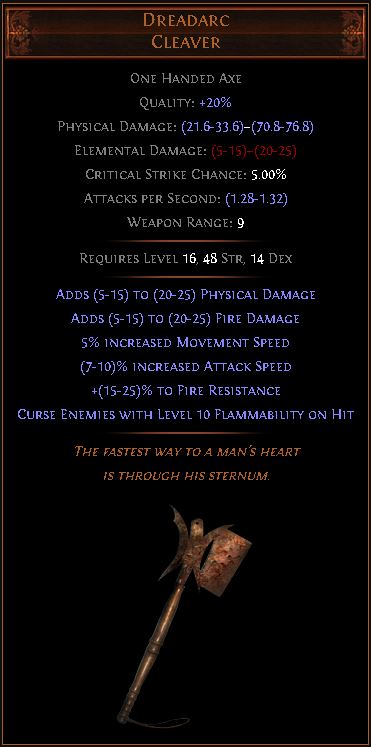 Dreadarc
Cleaver
One Handed Axe
Quality: +20%
Physical Damage: (21.6-33.6)–(70.8-76.8)
Elemental Damage: (5-15)–(20-25)
Critical Strike Chance: 5.00%
Attacks per Second: (1.28-1.32)
Weapon Range: 9
Requires Level 16, 48 Str, 14 Dex
Adds (5-15) to (20-25) Physical Damage
Adds (5-15) to (20-25) Fire Damage
5% increased Movement Speed
(7-10)% increased Attack Speed
+(15-25)% to Fire Resistance
Curse Enemies with Level 10 Flammability on Hit
The fastest way to a man's heart
is through his sternum.